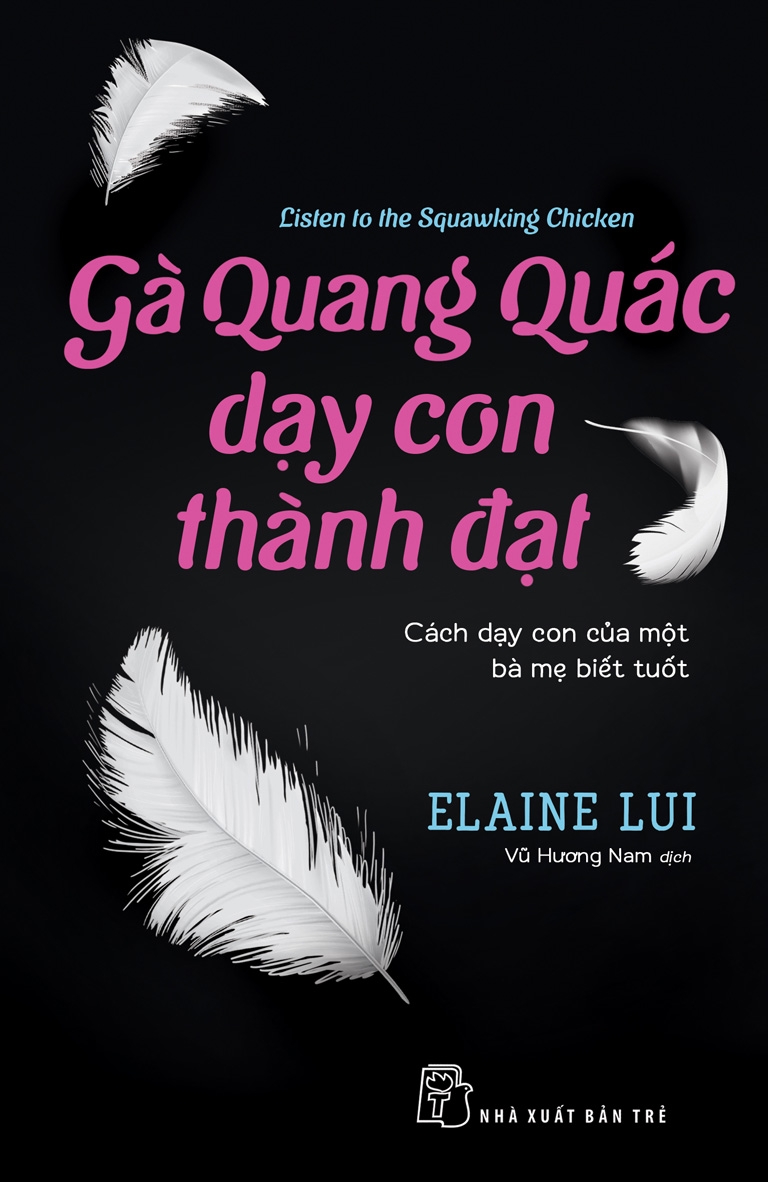 Listen to the Squawking Chicken
Gà Quang Quác
dạy con
thành đạt
Cách dạy con của một
bà mẹ biết tuốt
ELAINE LUI
Vũ Hương Nam dịch
T
NHÀ XUẤT BẢN TRẺ